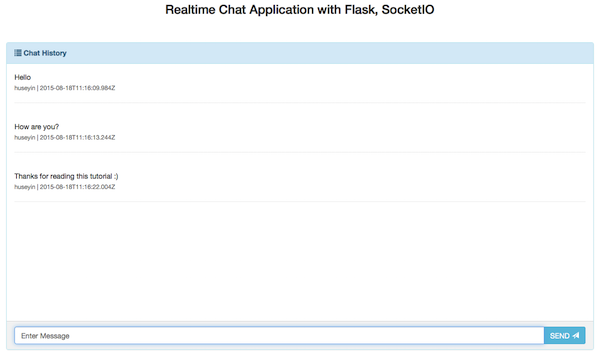 Realtime Chat Application with Flask, SocketIO
Chat History
Hello
huseyin | 2015-08-18T11:16:09.984Z
How are you?
huseyin | 2015-08-18T11:16:13.244Z
Thanks for reading this tutorial :)
huseyin | 2015-08-18T11:16:22.004Z
Enter Message
SEND